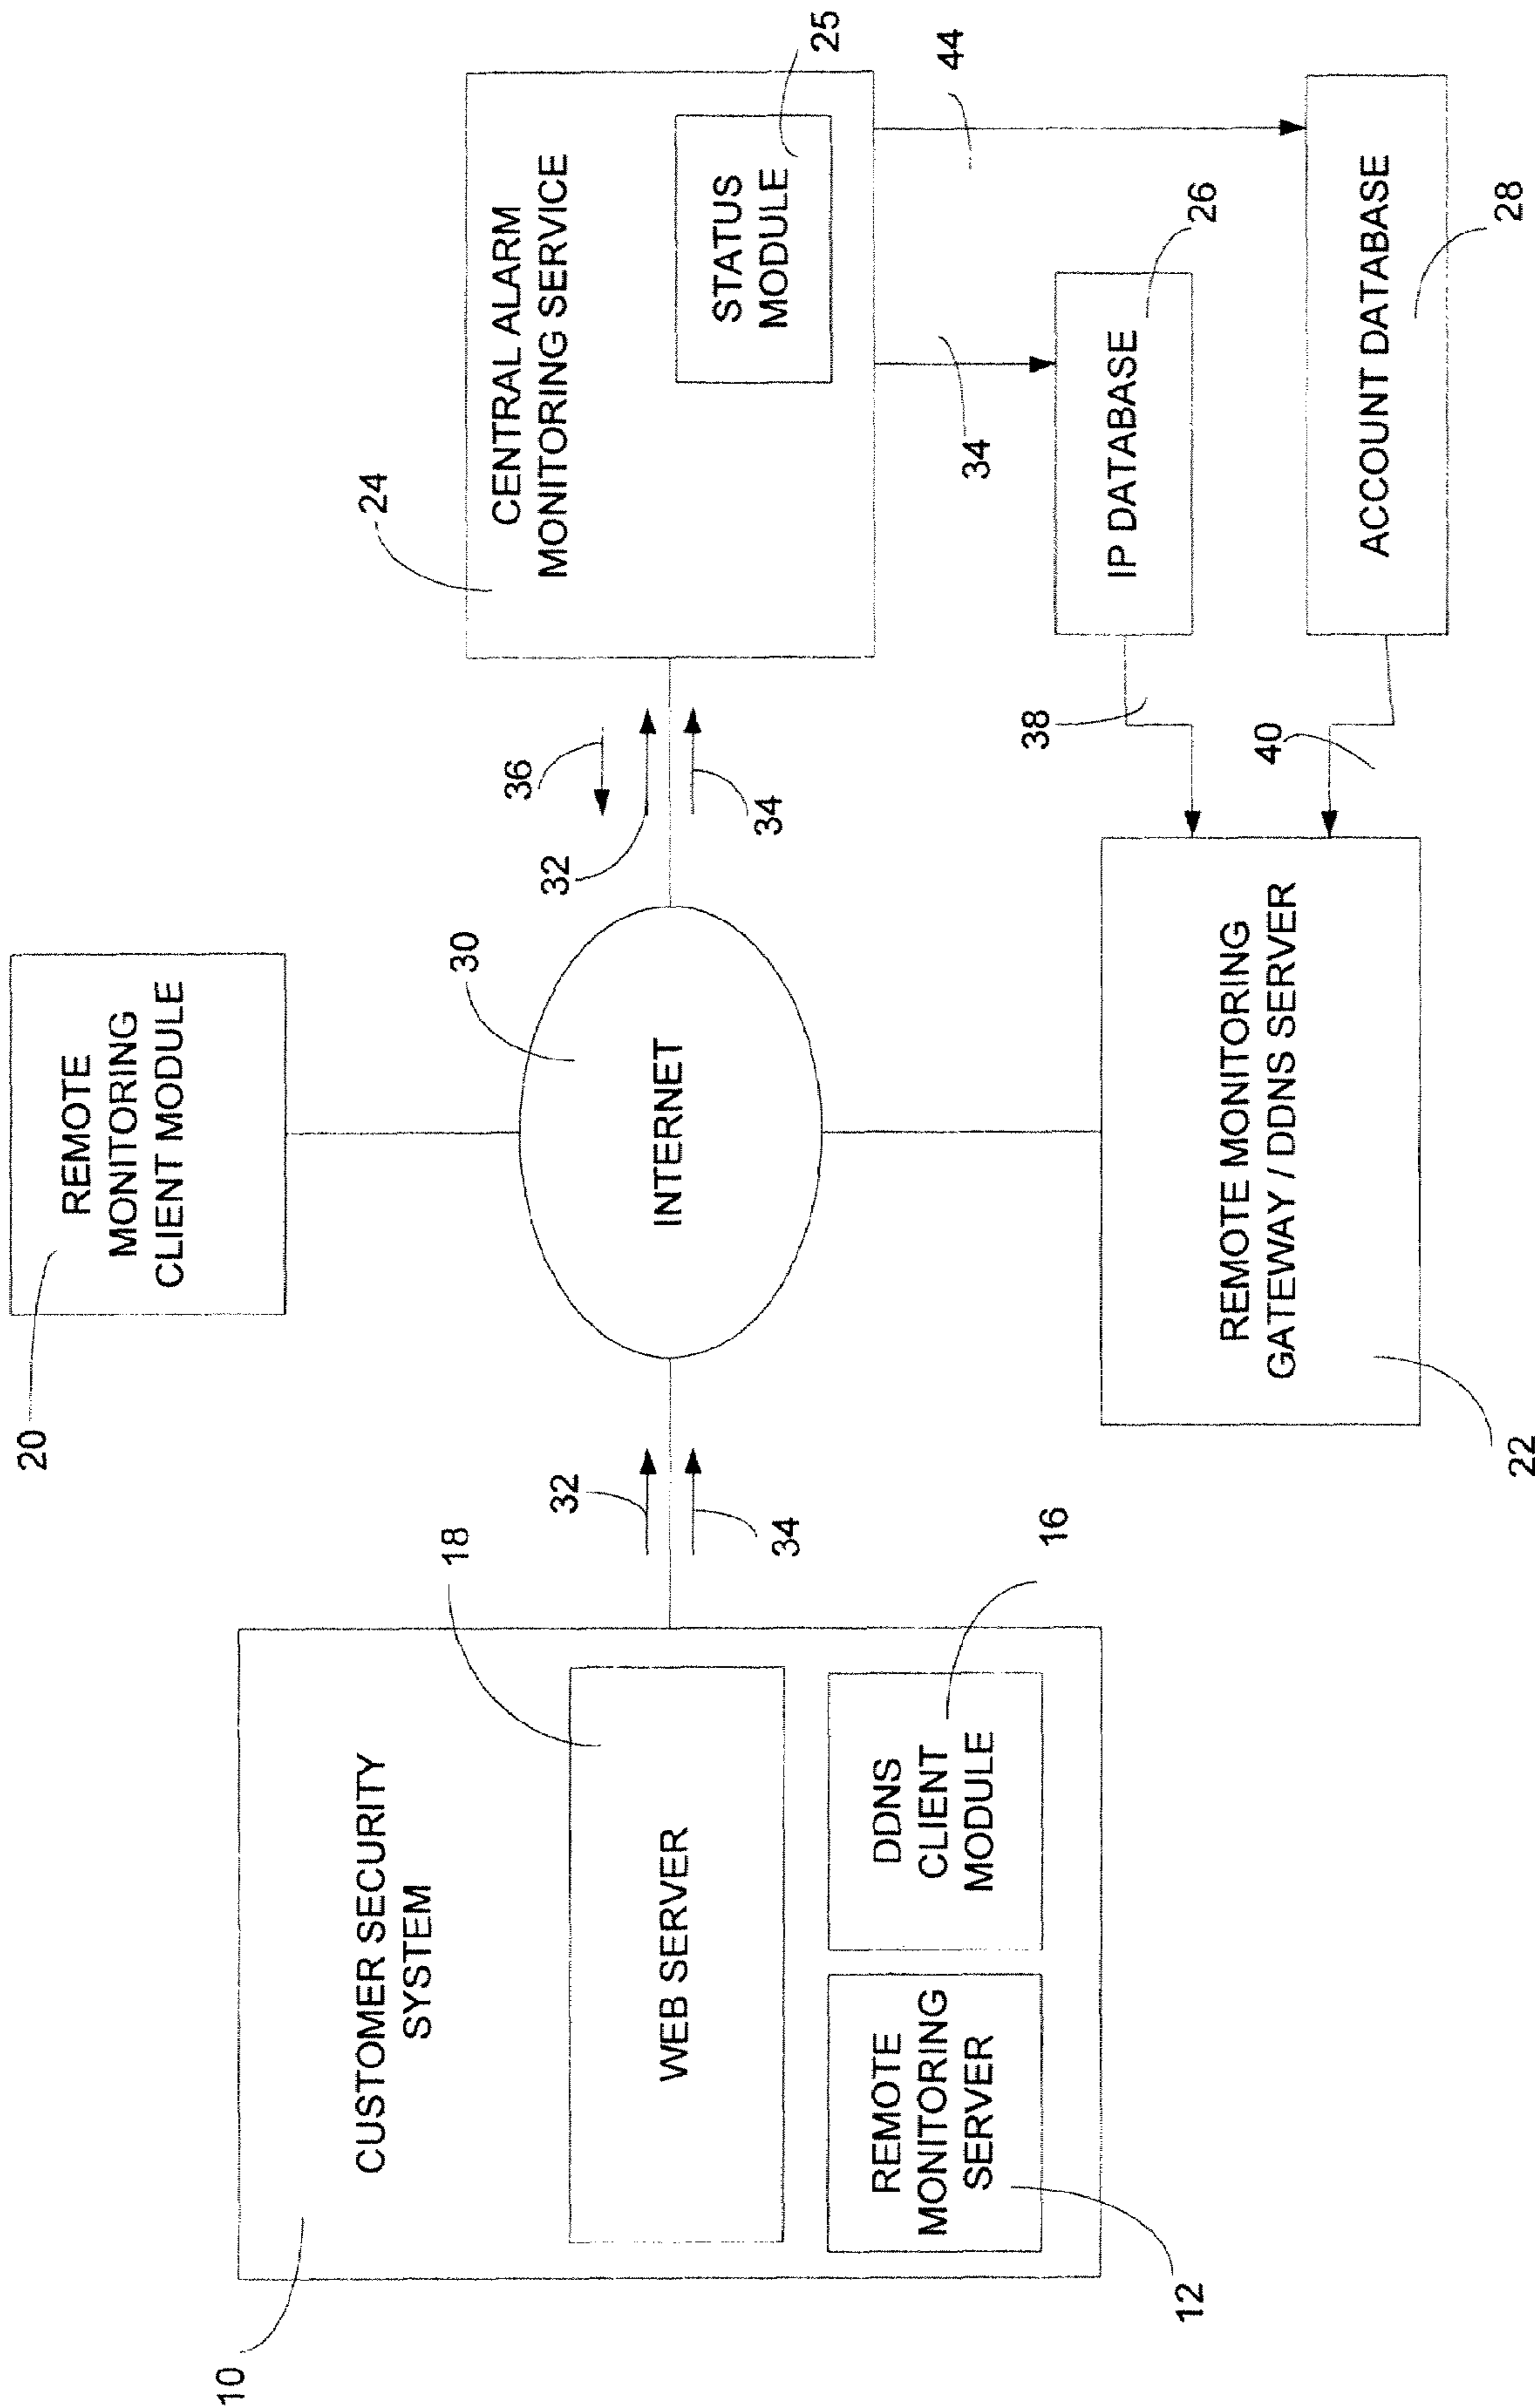 20
REMOTE
MONITORING
CLIENT MODULE
10
CUSTOMER SECURITY
SYSTEM
18
WEB SERVER
REMOTE
MONITORING
SERVER
12
DDNS
CLIENT
MODULE
16
32
34
30
INTERNET
36
32
34
24
CENTRAL ALARM
MONITORING SERVICE
STATUS
MODULE
25
34
44
IP DATABASE
26
38
40
ACCOUNT DATABASE
28
REMOTE MONITORING
GATEWAY / DDNS SERVER
22